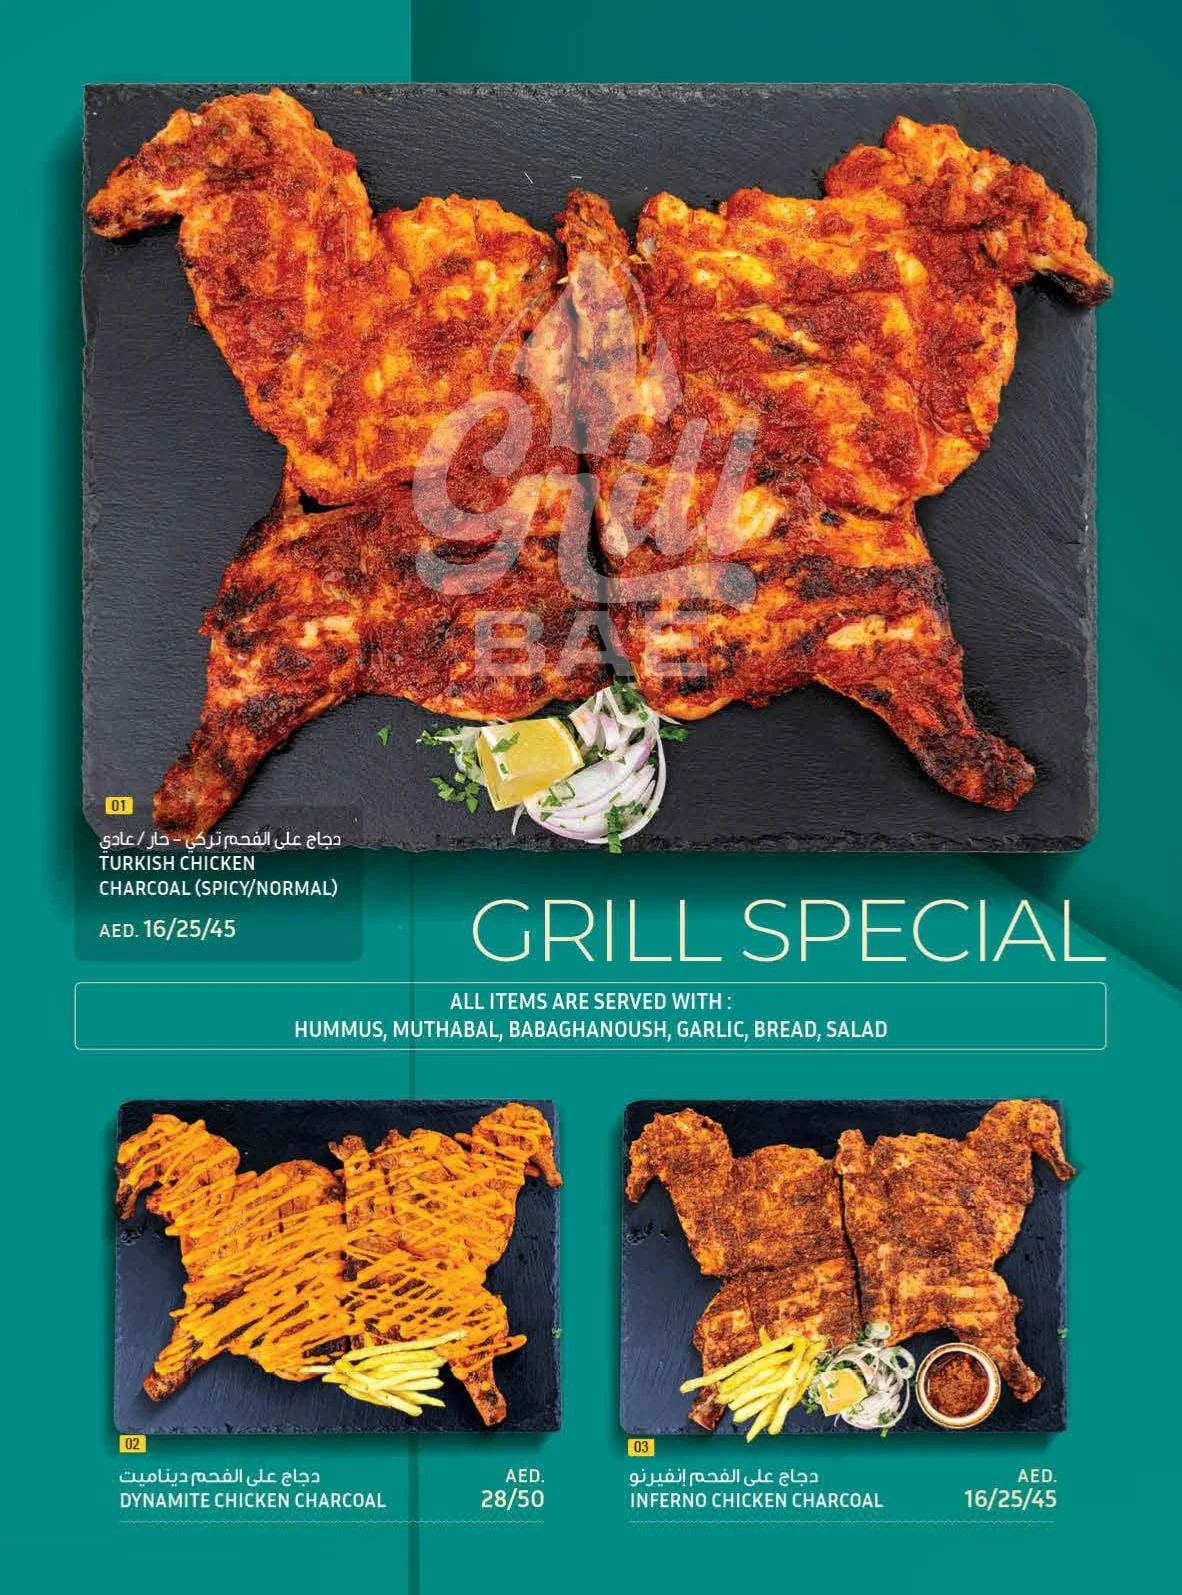 Grill
BAE
01
دجاج على الفحم تركي - حار / عادي
TURKISH CHICKEN
CHARCOAL (SPICY/NORMAL)
AED. 16/25/45
GRILL SPECIAL
ALL ITEMS ARE SERVED WITH :
HUMMUS, MUTHABAL, BABAGHANOUSH, GARLIC, BREAD, SALAD
02
دجاج على الفحم ديناميت
DYNAMITE CHICKEN CHARCOAL
AED.
28/50
03
دجاج على الفحم إنفيرنو
INFERNO CHICKEN CHARCOAL
AED.
16/25/45